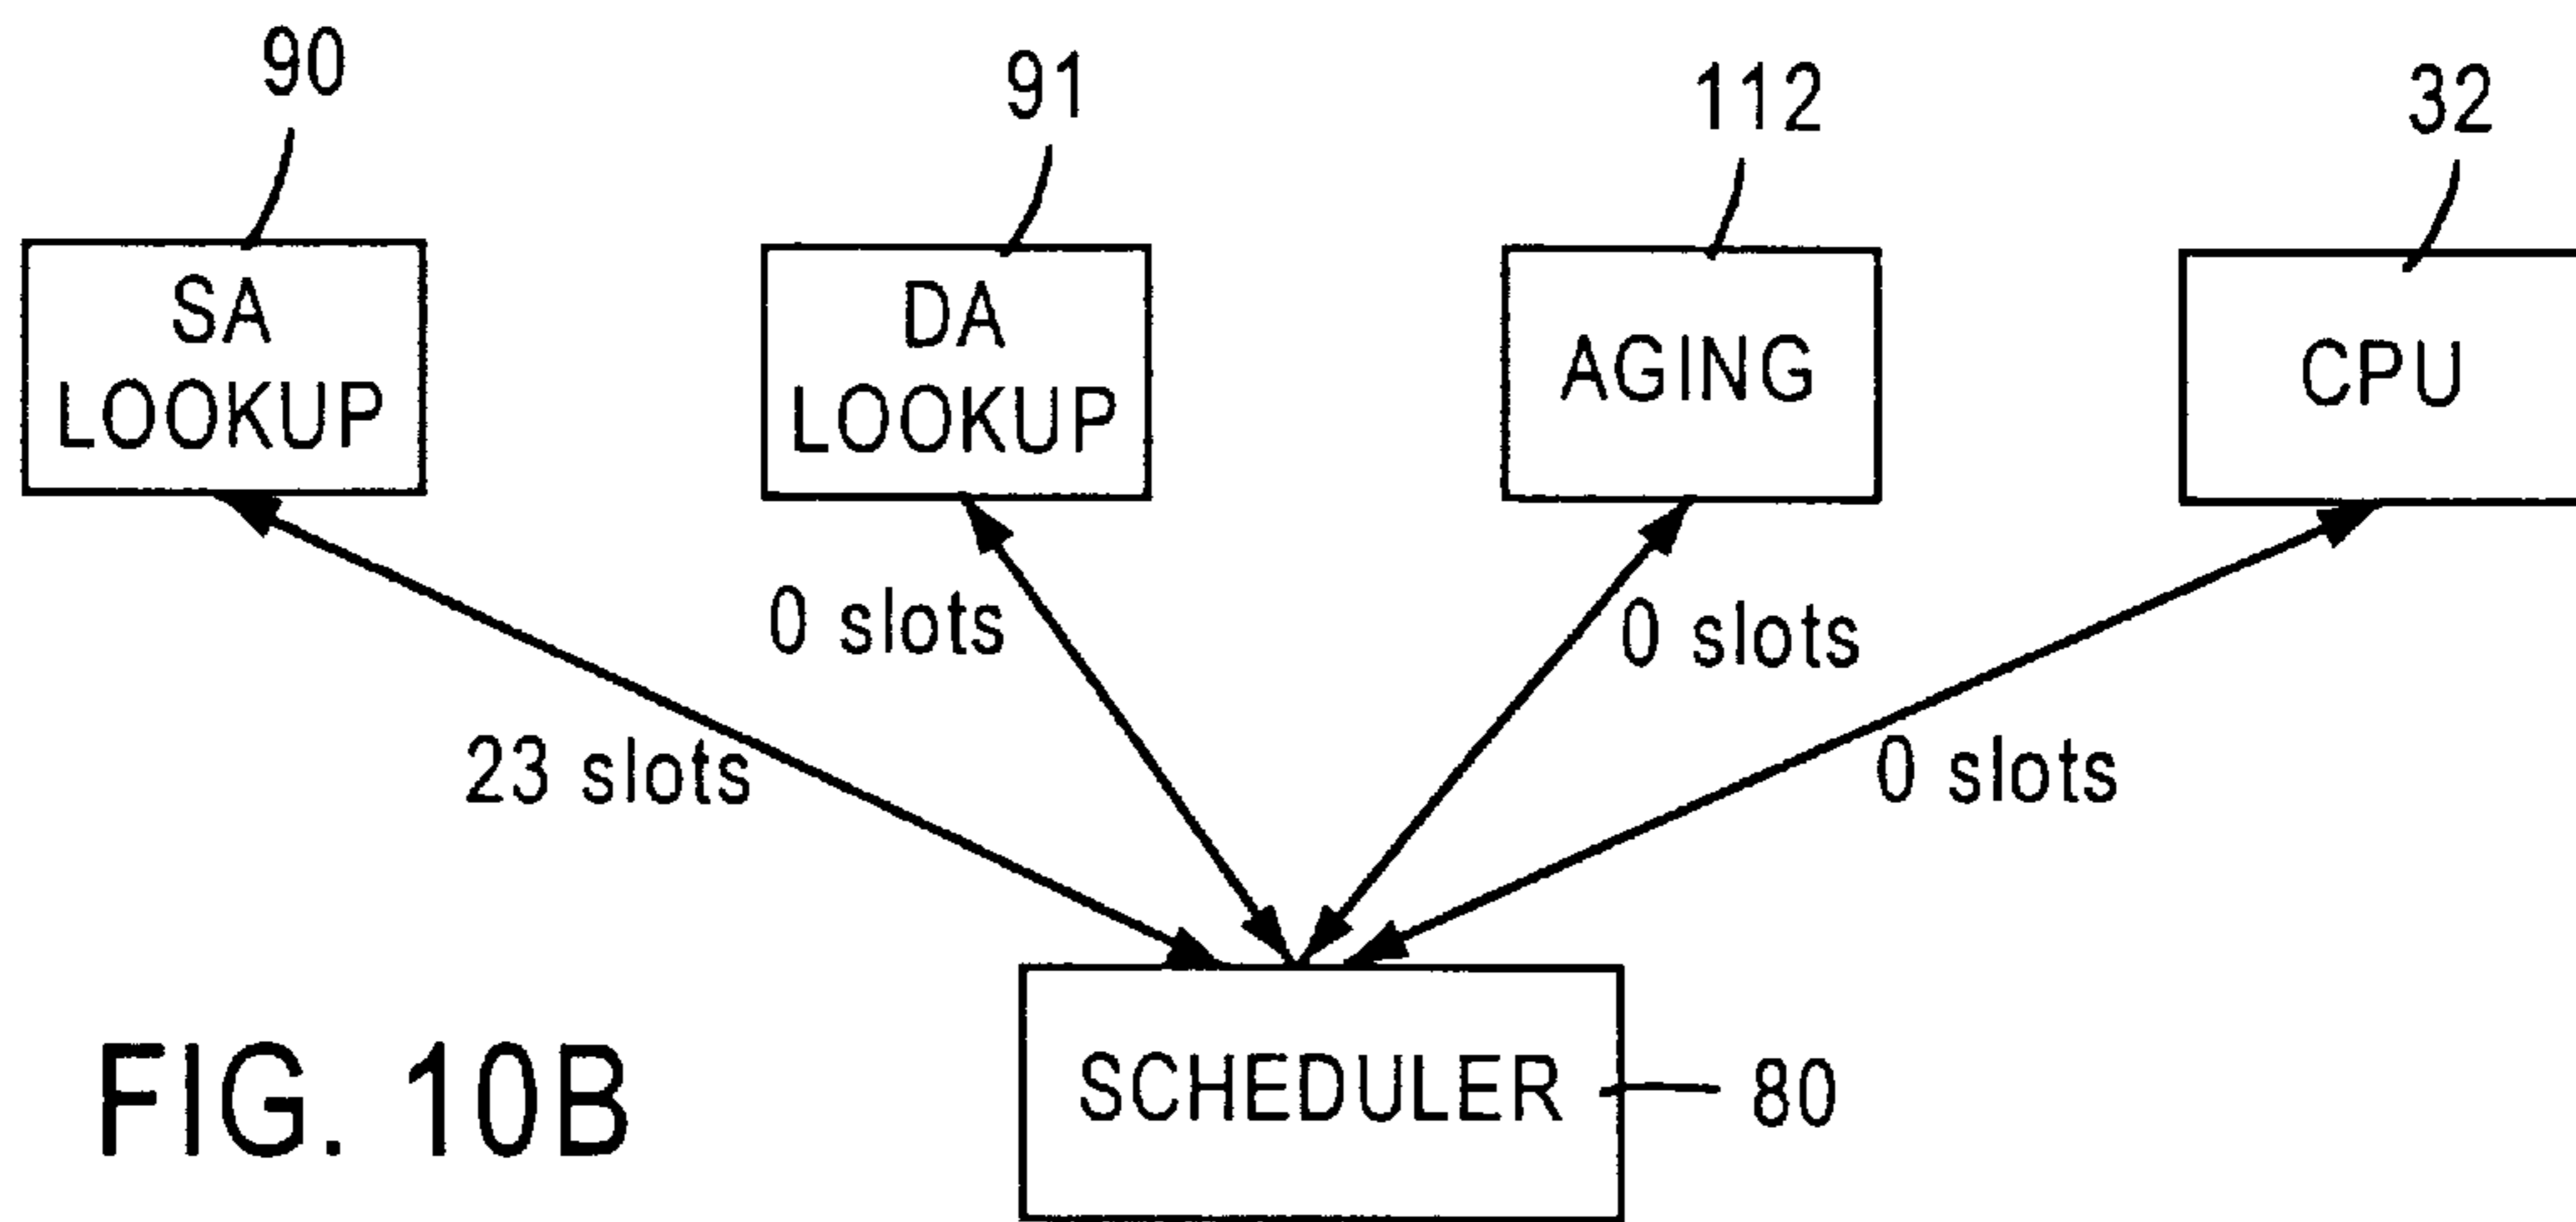 90
91
112
32
SA
LOOKUP
DA
LOOKUP
AGING
CPU
0 slots
0 slots
23 slots
0 slots
SCHEDULER
80
FIG. 10B